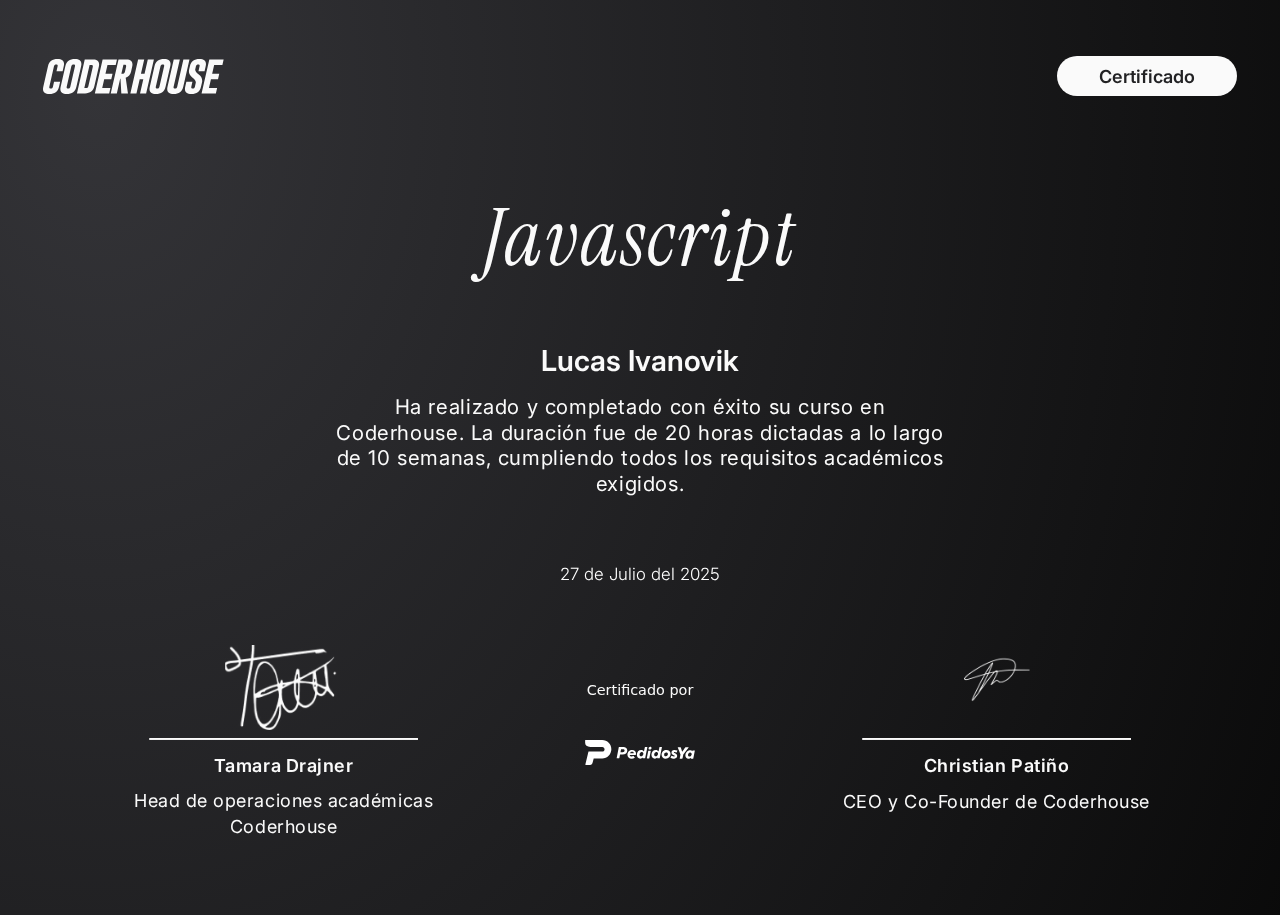 CODERHOUSE
Certificado
Javascript
Lucas Ivanovik
Ha realizado y completado con éxito su curso en
Coderhouse. La duración fue de 20 horas dictadas a lo largo
de 10 semanas, cumpliendo todos los requisitos académicos
exigidos.
27 de Julio del 2025
Certificado por
PedidosYa
Tamara Drajner
Head de operaciones académicas
Coderhouse
Christian Patiño
CEO y Co-Founder de Coderhouse